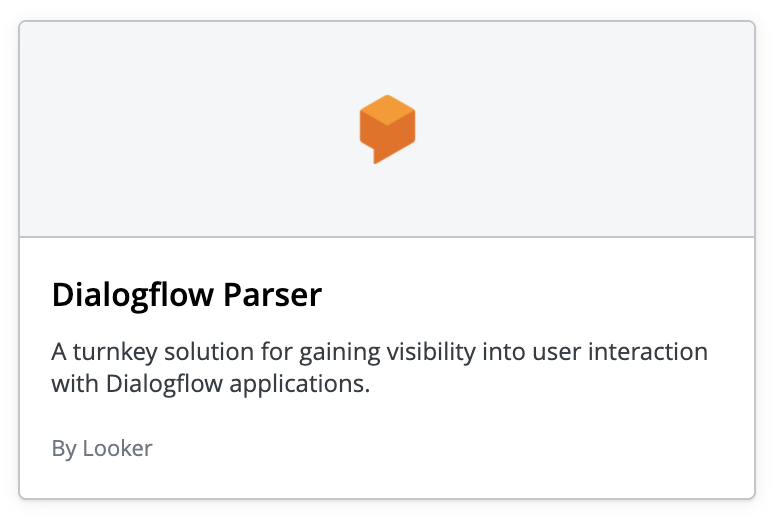 Dialogflow Parser
A turnkey solution for gaining visibility into user interaction
with Dialogflow applications.
By Looker